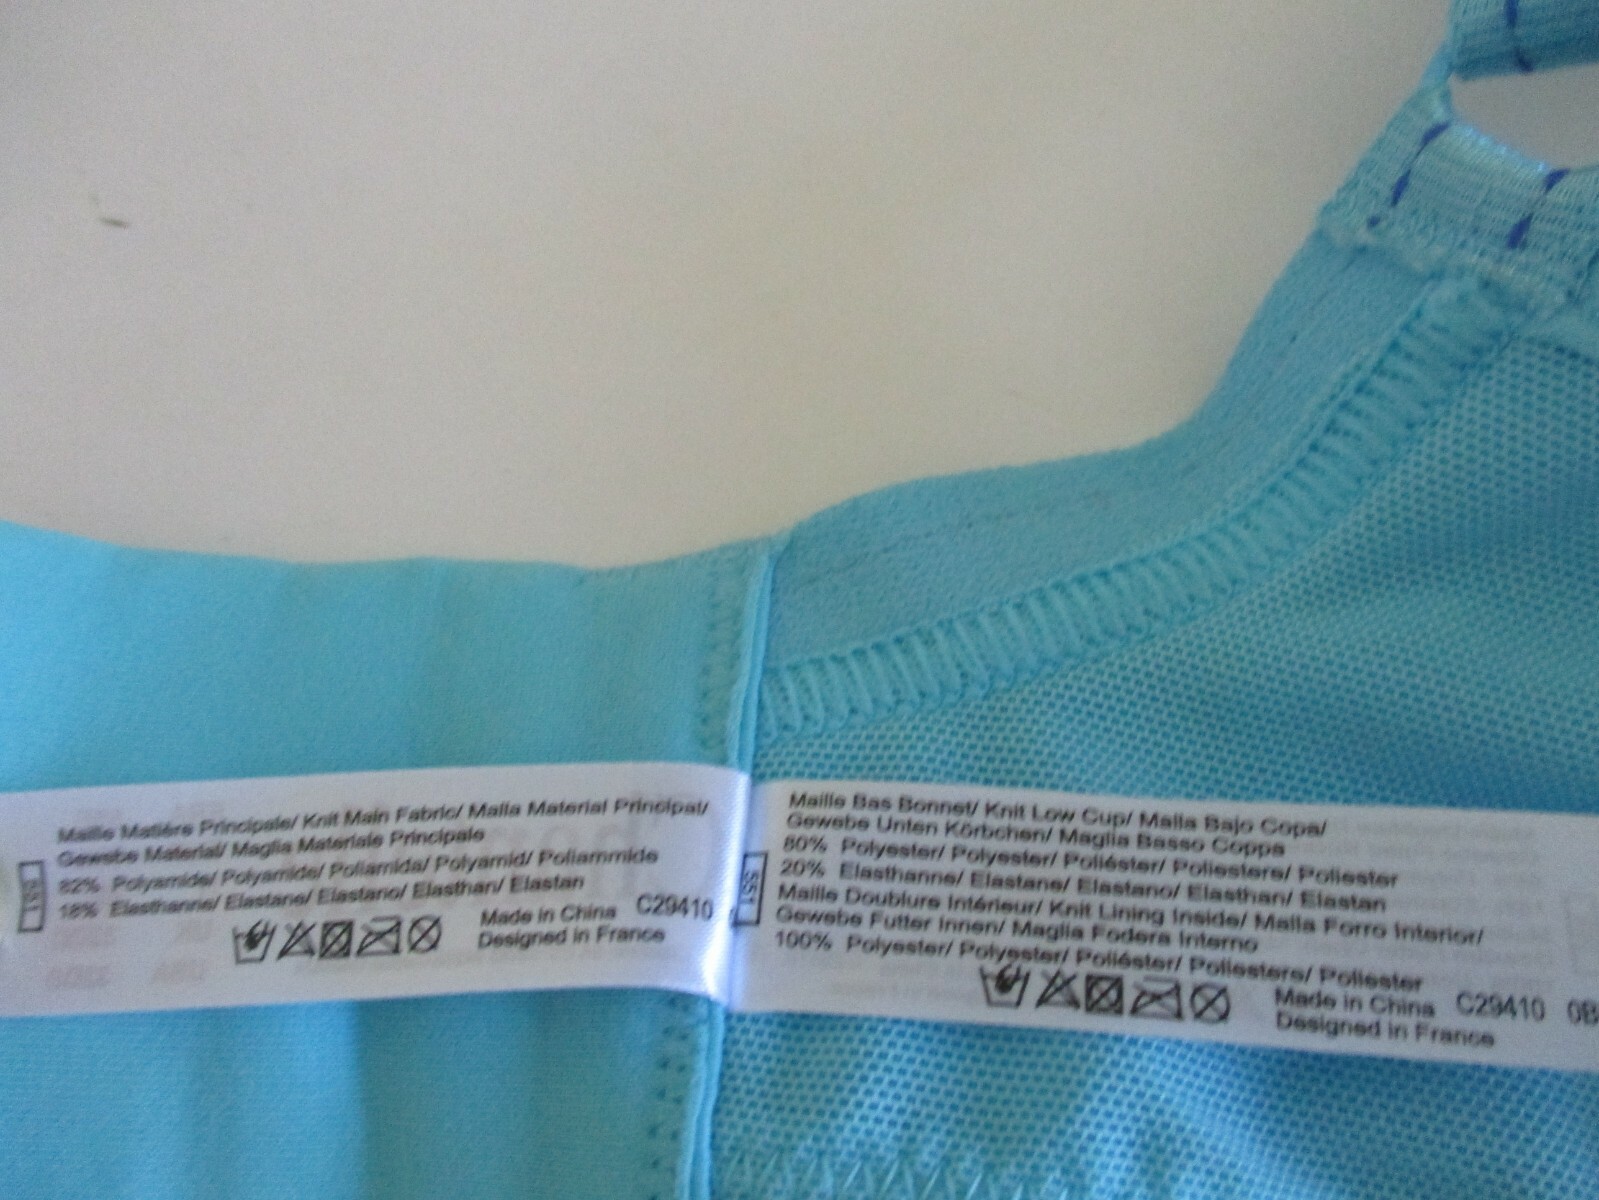 Maille Matière Principale/ Knit Main Fabric/ Malla Material Principal/
Gewebe Material/ Maglia Materiale Principale
82% Polyamide/ Polyamide/ Poliamida/ Polyamid/ Poliammide
18% Elasthanne/ Elastane/ Elastano/ Elasthan/ Elastan
Made in China C29410
Designed in France
551
Maille Bas Bonnet/ Knit Low Cup/ Malla Bajo Copa/
Gewebe Unten Körbchen/ Maglia Basso Coppa
80% Polyester/ Polyester/ Poliéster/ Poliestere/ Poliester
20% Elasthanne/ Elastane/ Elastano/ Elasthan/ Elastan
Maille Doublure Intérieur/ Knit Lining Inside/ Malla Forro Interior/
Gewebe Futter Innen/ Maglia Fodera Interno
100% Polyester/ Polyester/ Poliéster/ Poliestere/ Poliester
Made in China C29410 0B
Designed in France